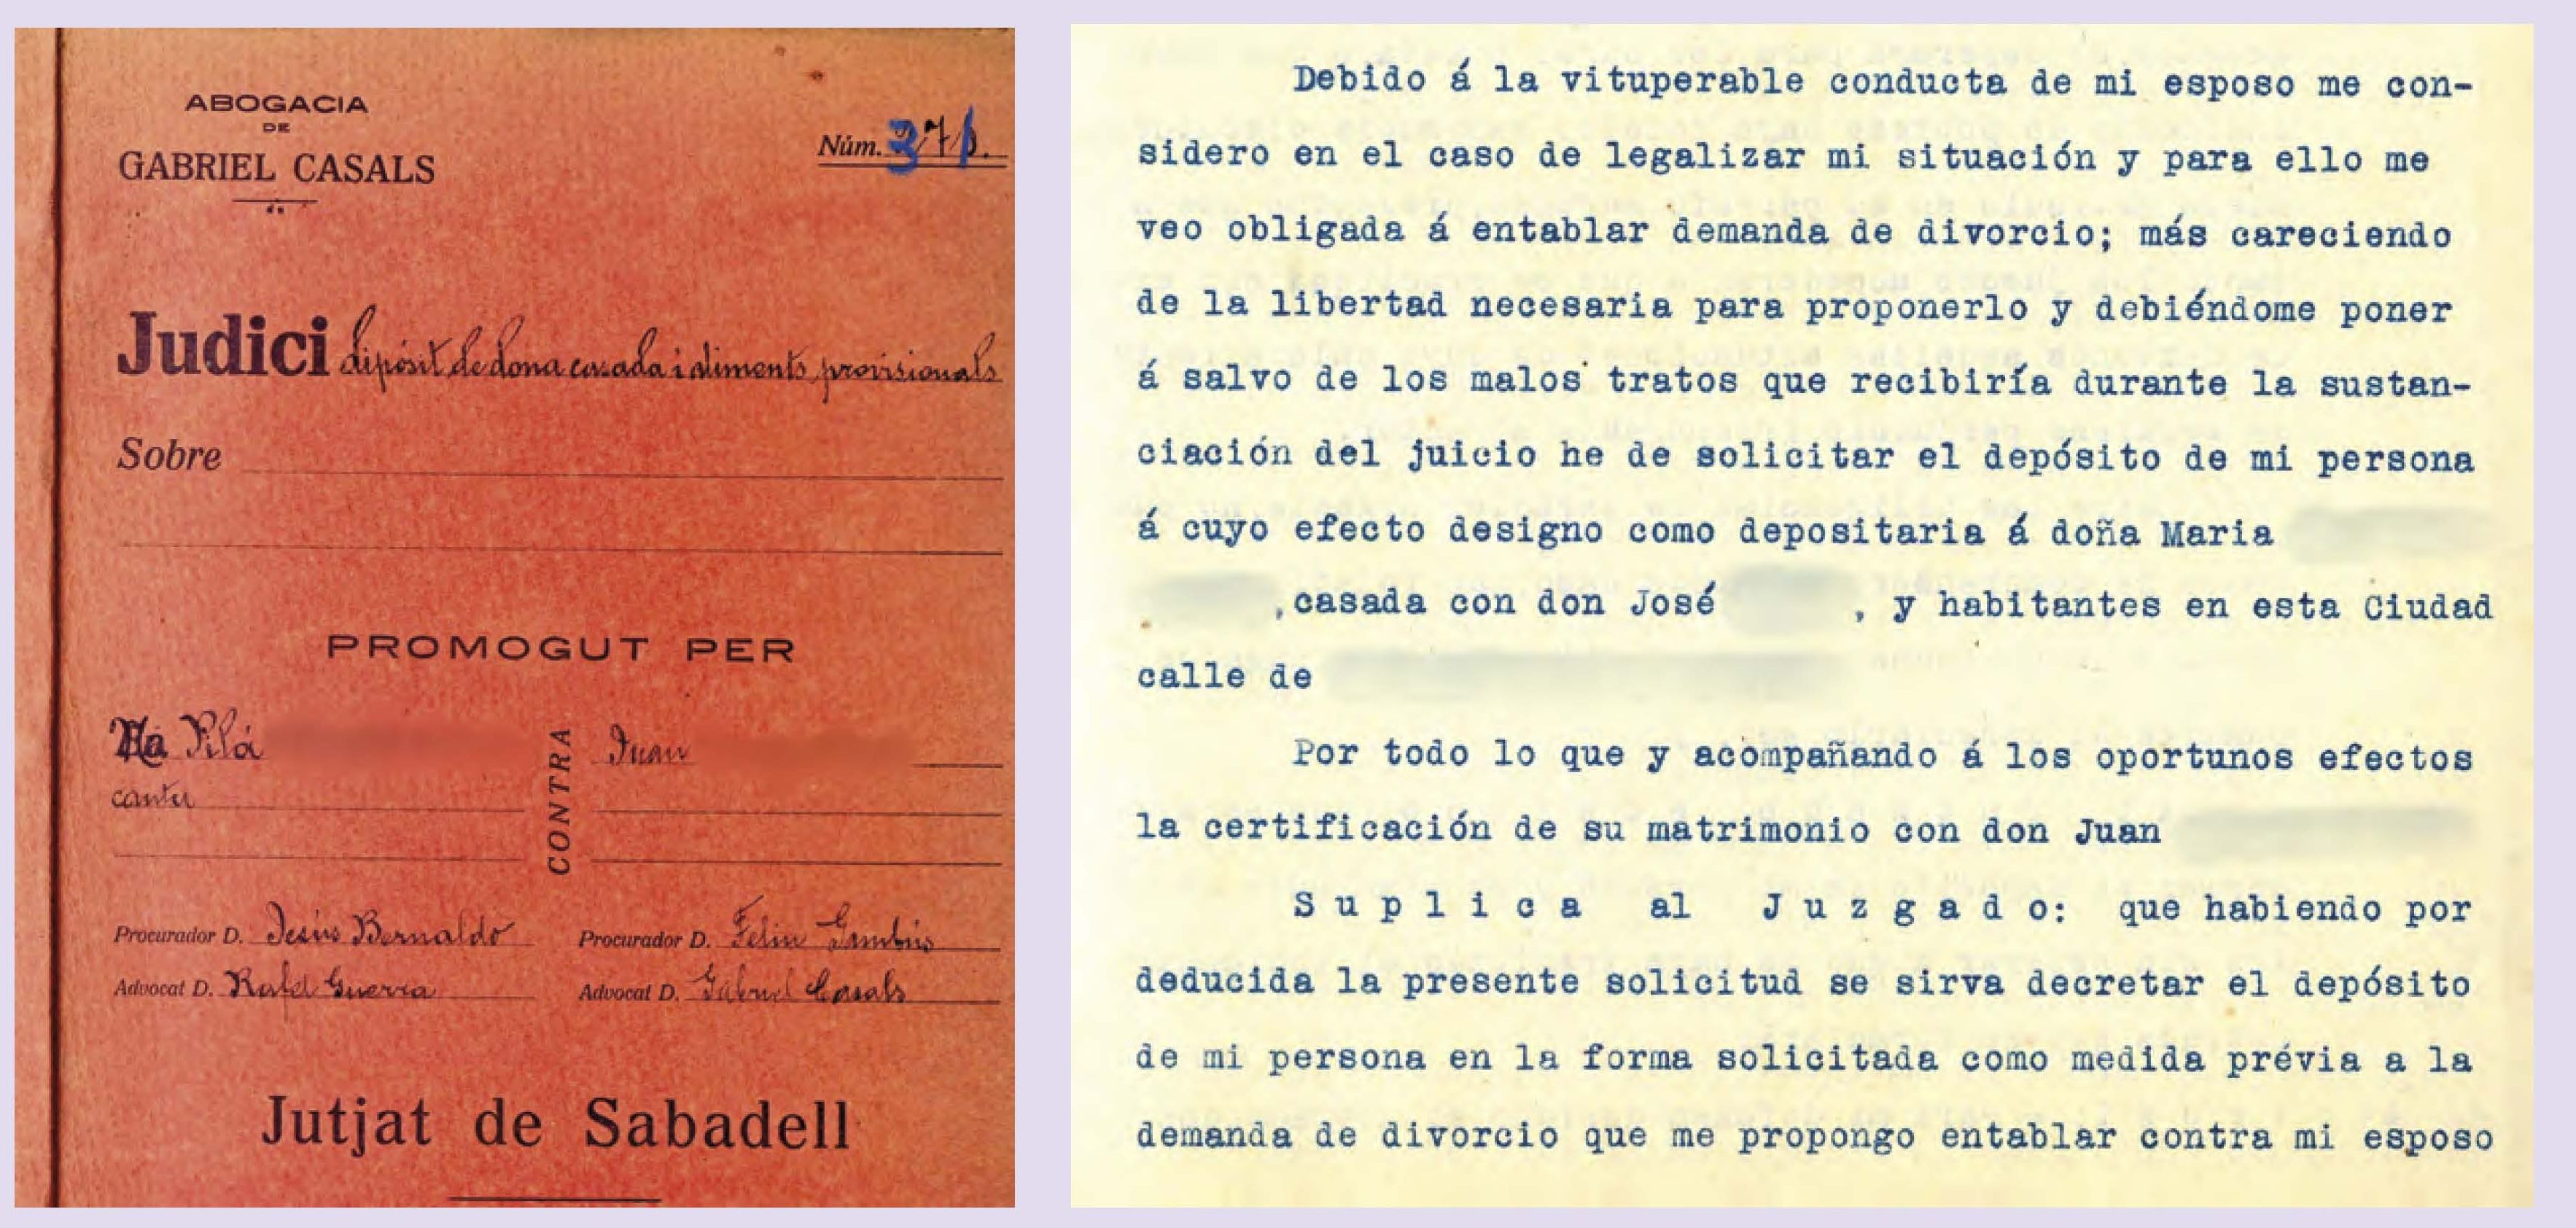 ABOGACIA
DE
GABRIEL CASALS
Núm. 371.
Judici dipósit de dona casada i aliments provisionals
Sobre
PROMOGUT PER
Na Pilá
CONTRA
Juan
Procurador D. Jesús Bernaldo
Procurador D. Feliu Gambús
Advocat D. Rafel Guerra
Advocat D. Gabriel Casals
Jutjat de Sabadell
Debido á la vituperable conducta de mi esposo me con-
sidero en el caso de legalizar mi situación y para ello me
veo obligada á entablar demanda de divorcio; más careciendo
de la libertad necesaria para proponerlo y debiéndome poner
á salvo de los malos tratos que recibiría durante la sustan-
ciación del juicio he de solicitar el depósito de mi persona
á cuyo efecto designo como depositaria á doña Maria
,casada con don José , y habitantes en esta Ciudad
calle de
Por todo lo que y acompañando á los oportunos efectos
la certificación de su matrimonio con don Juan
S u p l i c a al J u z g a d o: que habiendo por
deducida la presente solicitud se sirva decretar el depósito
de mi persona en la forma solicitada como medida prévia a la
demanda de divorcio que me propongo entablar contra mi esposo